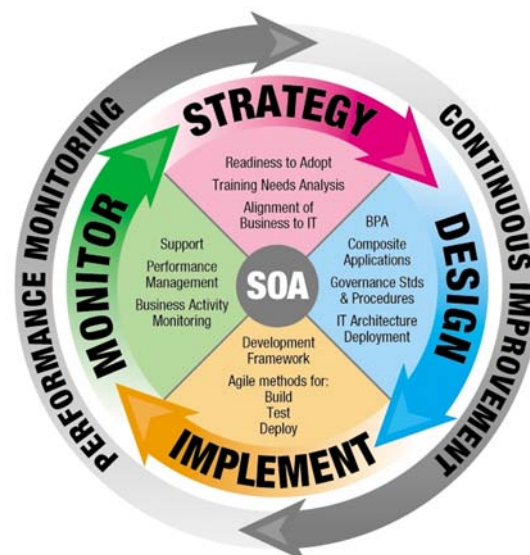 PERFORMANCE MONITORING
CONTINUOUS IMPROVEMENT
STRATEGY
Readiness to Adopt
Training Needs Analysis
Alignment of
Business to IT
DESIGN
BPA
Composite
Applications
Governance Stds
& Procedures
IT Architecture
Deployment
IMPLEMENT
Development
Framework
Agile methods for:
Build
Test
Deploy
MONITOR
Support
Performance
Management
Business Activity
Monitoring
SOA